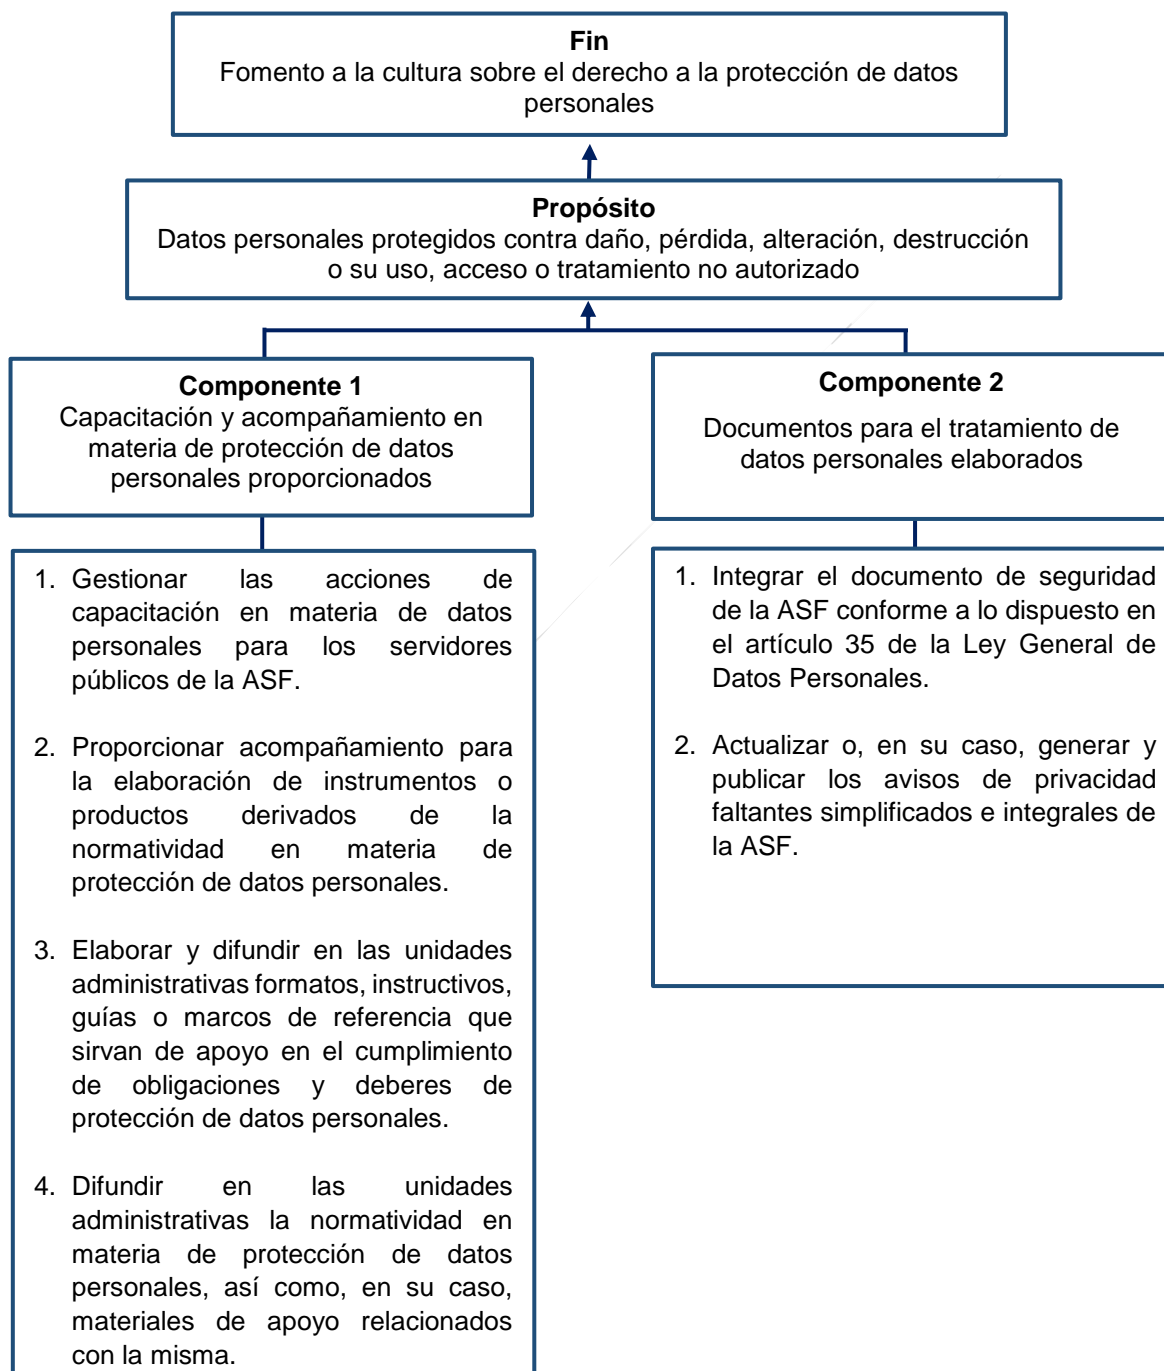 Fin
Fomento a la cultura sobre el derecho a la protección de datos
personales
Propósito
Datos personales protegidos contra daño, pérdida, alteración, destrucción
o su uso, acceso o tratamiento no autorizado
Componente 1
Capacitación y acompañamiento en
materia de protección de datos
personales proporcionados
Componente 2
Documentos para el tratamiento de
datos personales elaborados
1. Gestionar las acciones de
capacitación en materia de datos
personales para los servidores
públicos de la ASF.
2. Proporcionar acompañamiento para
la elaboración de instrumentos o
productos derivados de la
normatividad en materia de
protección de datos personales.
3. Elaborar y difundir en las unidades
administrativas formatos, instructivos,
guías o marcos de referencia que
sirvan de apoyo en el cumplimiento
de obligaciones y deberes de
protección de datos personales.
4. Difundir en las unidades
administrativas la normatividad en
materia de protección de datos
personales, así como, en su caso,
materiales de apoyo relacionados
con la misma.
1. Integrar el documento de seguridad
de la ASF conforme a lo dispuesto en
el artículo 35 de la Ley General de
Datos Personales.
2. Actualizar o, en su caso, generar y
publicar los avisos de privacidad
faltantes simplificados e integrales de
la ASF.